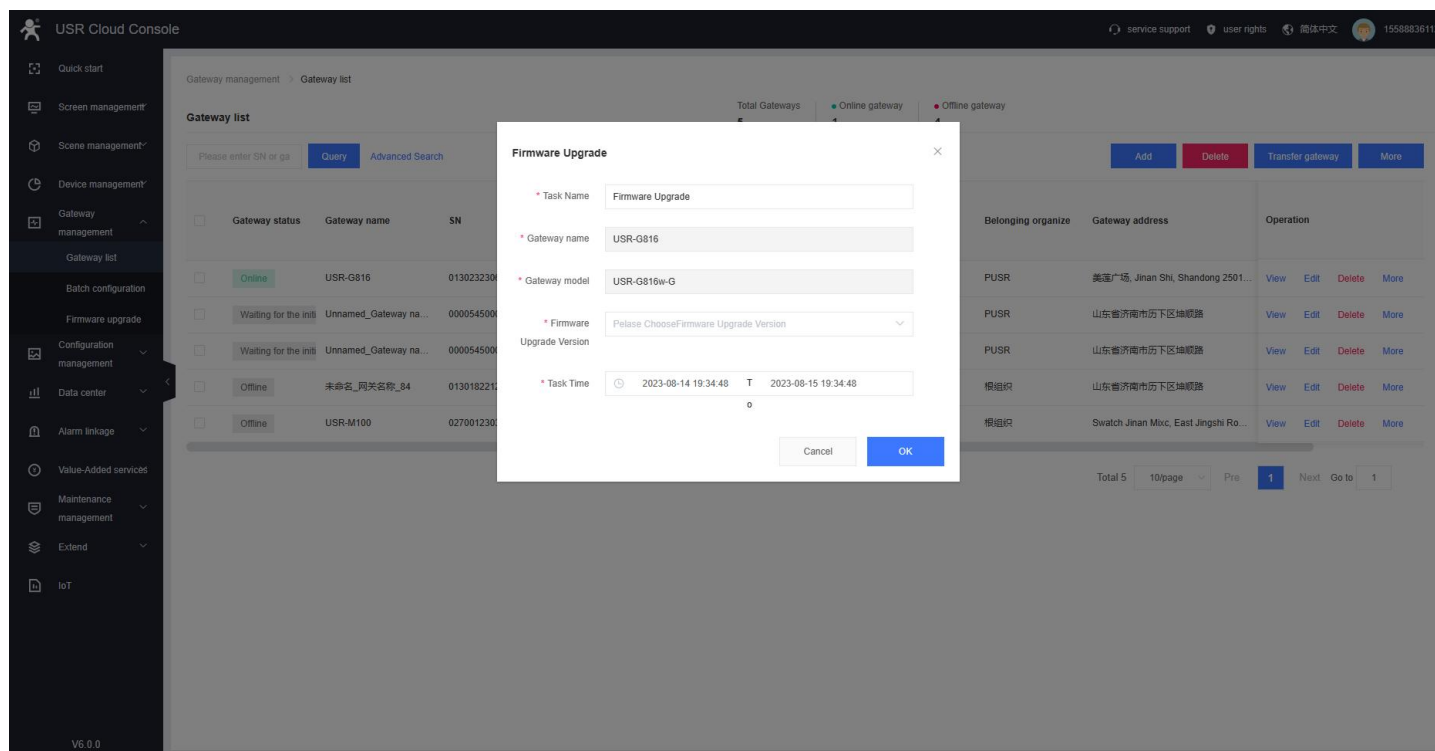 USR Cloud Console
service support
user rights
简体中文
1558883611
Quick start
Screen management
Scene management
Device management
Gateway
management
Gateway list
Batch configuration
Firmware upgrade
Configuration
management
Data center
Alarm linkage
Value-Added services
Maintenance
management
Extend
IoT
V6.0.0
Gateway management > Gateway list
Gateway list
Total Gateways
Online gateway
Offline gateway
Please enter SN or ga
Query
Advanced Search
Add
Delete
Transfer gateway
More
Gateway status Gateway name SN Belonging organize Gateway address Operation
Online USR-G816 PUSR 美莲广场, Jinan Shi, Shandong 2501... View Edit Delete More
Waiting for the initi Unnamed_Gateway na... PUSR 山东省济南市历下区坤顺路 View Edit Delete More
Waiting for the initi Unnamed_Gateway na... PUSR 山东省济南市历下区坤顺路 View Edit Delete More
Offline 未命名_网关名称_84 根组织 山东省济南市历下区坤顺路 View Edit Delete More
Offline USR-M100 根组织 Swatch Jinan Mixc, East Jingshi Ro... View Edit Delete More
Total 5 10/page Pre 1 Next Go to 1
Firmware Upgrade
* Task Name Firmware Upgrade
* Gateway name USR-G816
* Gateway model USR-G816w-G
* Firmware
Upgrade Version
Pelase ChooseFirmware Upgrade Version
* Task Time 2023-08-14 19:34:48 T 2023-08-15 19:34:48
o
Cancel
OK